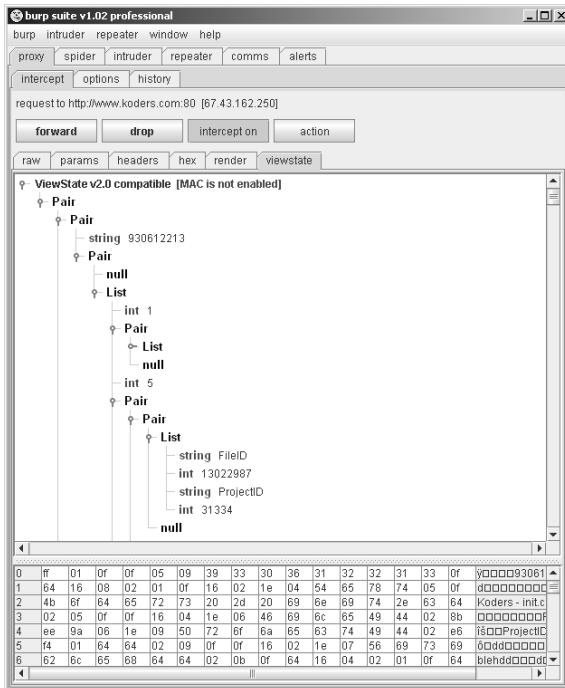 burp suite v1.02 professional
burp intruder repeater window help
proxy spider intruder repeater comms alerts
intercept options history
request to http://www.koders.com:80 [67.43.162.250]
forward drop intercept on action
raw params headers hex render viewstate
ViewState v2.0 compatible [MAC is not enabled]
Pair
Pair
string 930612213
Pair
null
List
int 1
Pair
List
null
int 5
Pair
Pair
List
string FileID
int 13022987
string ProjectID
int 31334
null
0 ff 01 0f 0f 05 09 39 33 30 36 31 32 32 31 33 0f ÿ□□□□93061
1 64 16 08 02 01 0f 16 02 1e 04 54 65 78 74 05 0f d□□□□□□□□
2 4b 6f 64 65 72 73 20 2d 20 69 6e 69 74 2e 63 64 Koders - init.c
3 02 05 0f 0f 16 04 1e 06 46 69 6c 65 49 44 02 8b □□□□□□□□F
4 ee 9a 06 1e 09 50 72 6f 6a 65 63 74 49 44 02 e6 îš□□ProjectID
5 f4 01 64 64 02 09 0f 0f 16 02 1e 07 56 69 73 69 ô□dd□□□□□
6 62 6c 65 68 64 64 02 0b 0f 64 16 04 02 01 0f 64 blehdd□□□d□